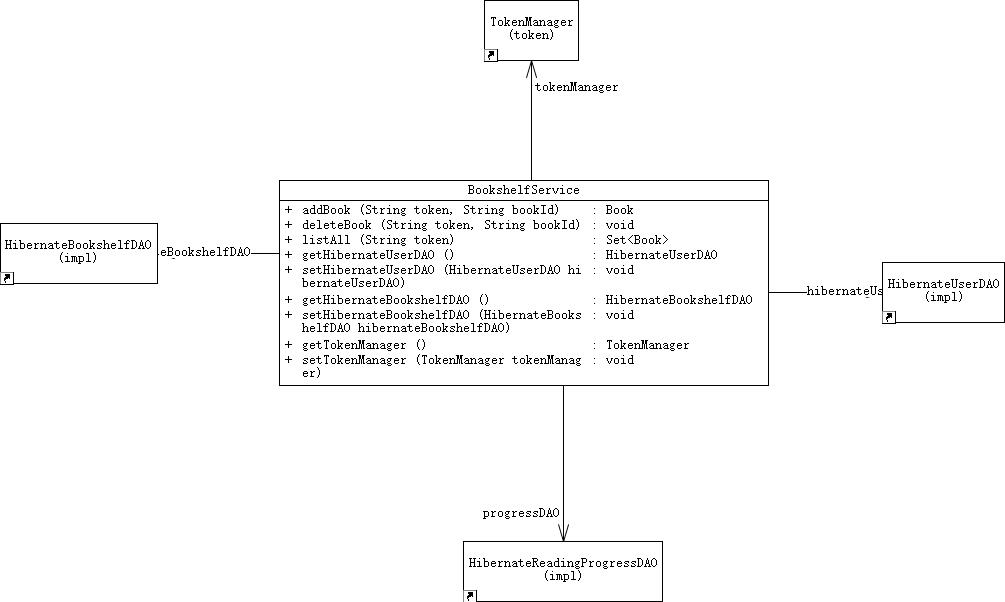 TokenManager
(token)
tokenManager
BookshelfService
+ addBook (String token, String bookId) : Book
+ deleteBook (String token, String bookId) : void
+ listAll (String token) : Set<Book>
+ getHibernateUserDAO () : HibernateUserDAO
+ setHibernateUserDAO (HibernateUserDAO hi : void
bernateUserDAO)
+ getHibernateBookshelfDAO () : HibernateBookshelfDAO
+ setHibernateBookshelfDAO (HibernateBooks : void
helfDAO hibernateBookshelfDAO)
+ getTokenManager () : TokenManager
+ setTokenManager (TokenManager tokenManag : void
er)
HibernateBookshelfDAO
(impl)
eBookshelfDAO
hibernateUs
HibernateUserDAO
(impl)
progressDAO
HibernateReadingProgressDAO
(impl)